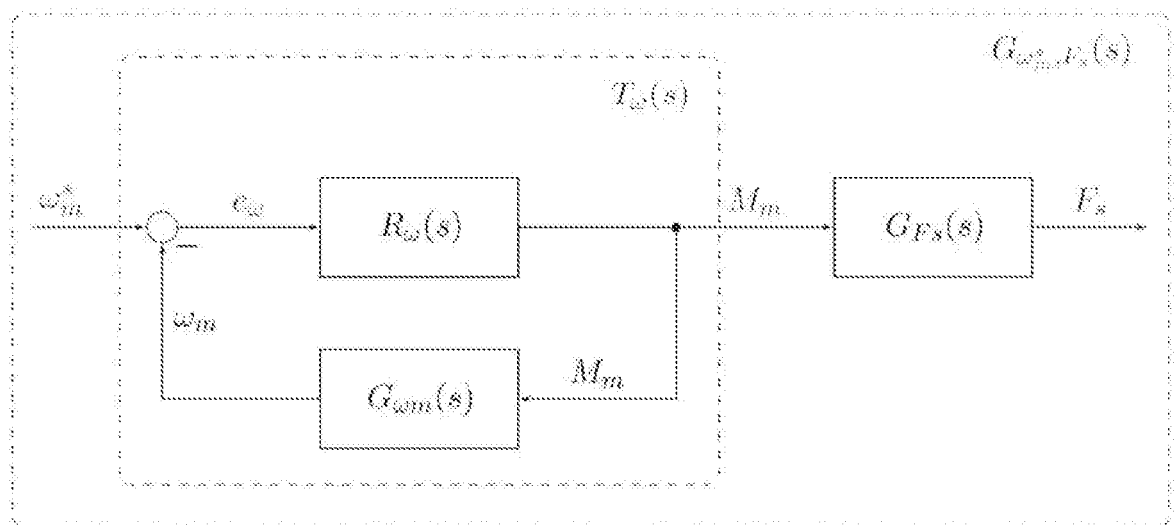 G_{ω_m^*, F_s}(s)
T_ω(s)
ω_m^*
e_ω
R_ω(s)
M_m
G_{Fs}(s)
F_s
−
ω_m
G_{ωm}(s)
M_m